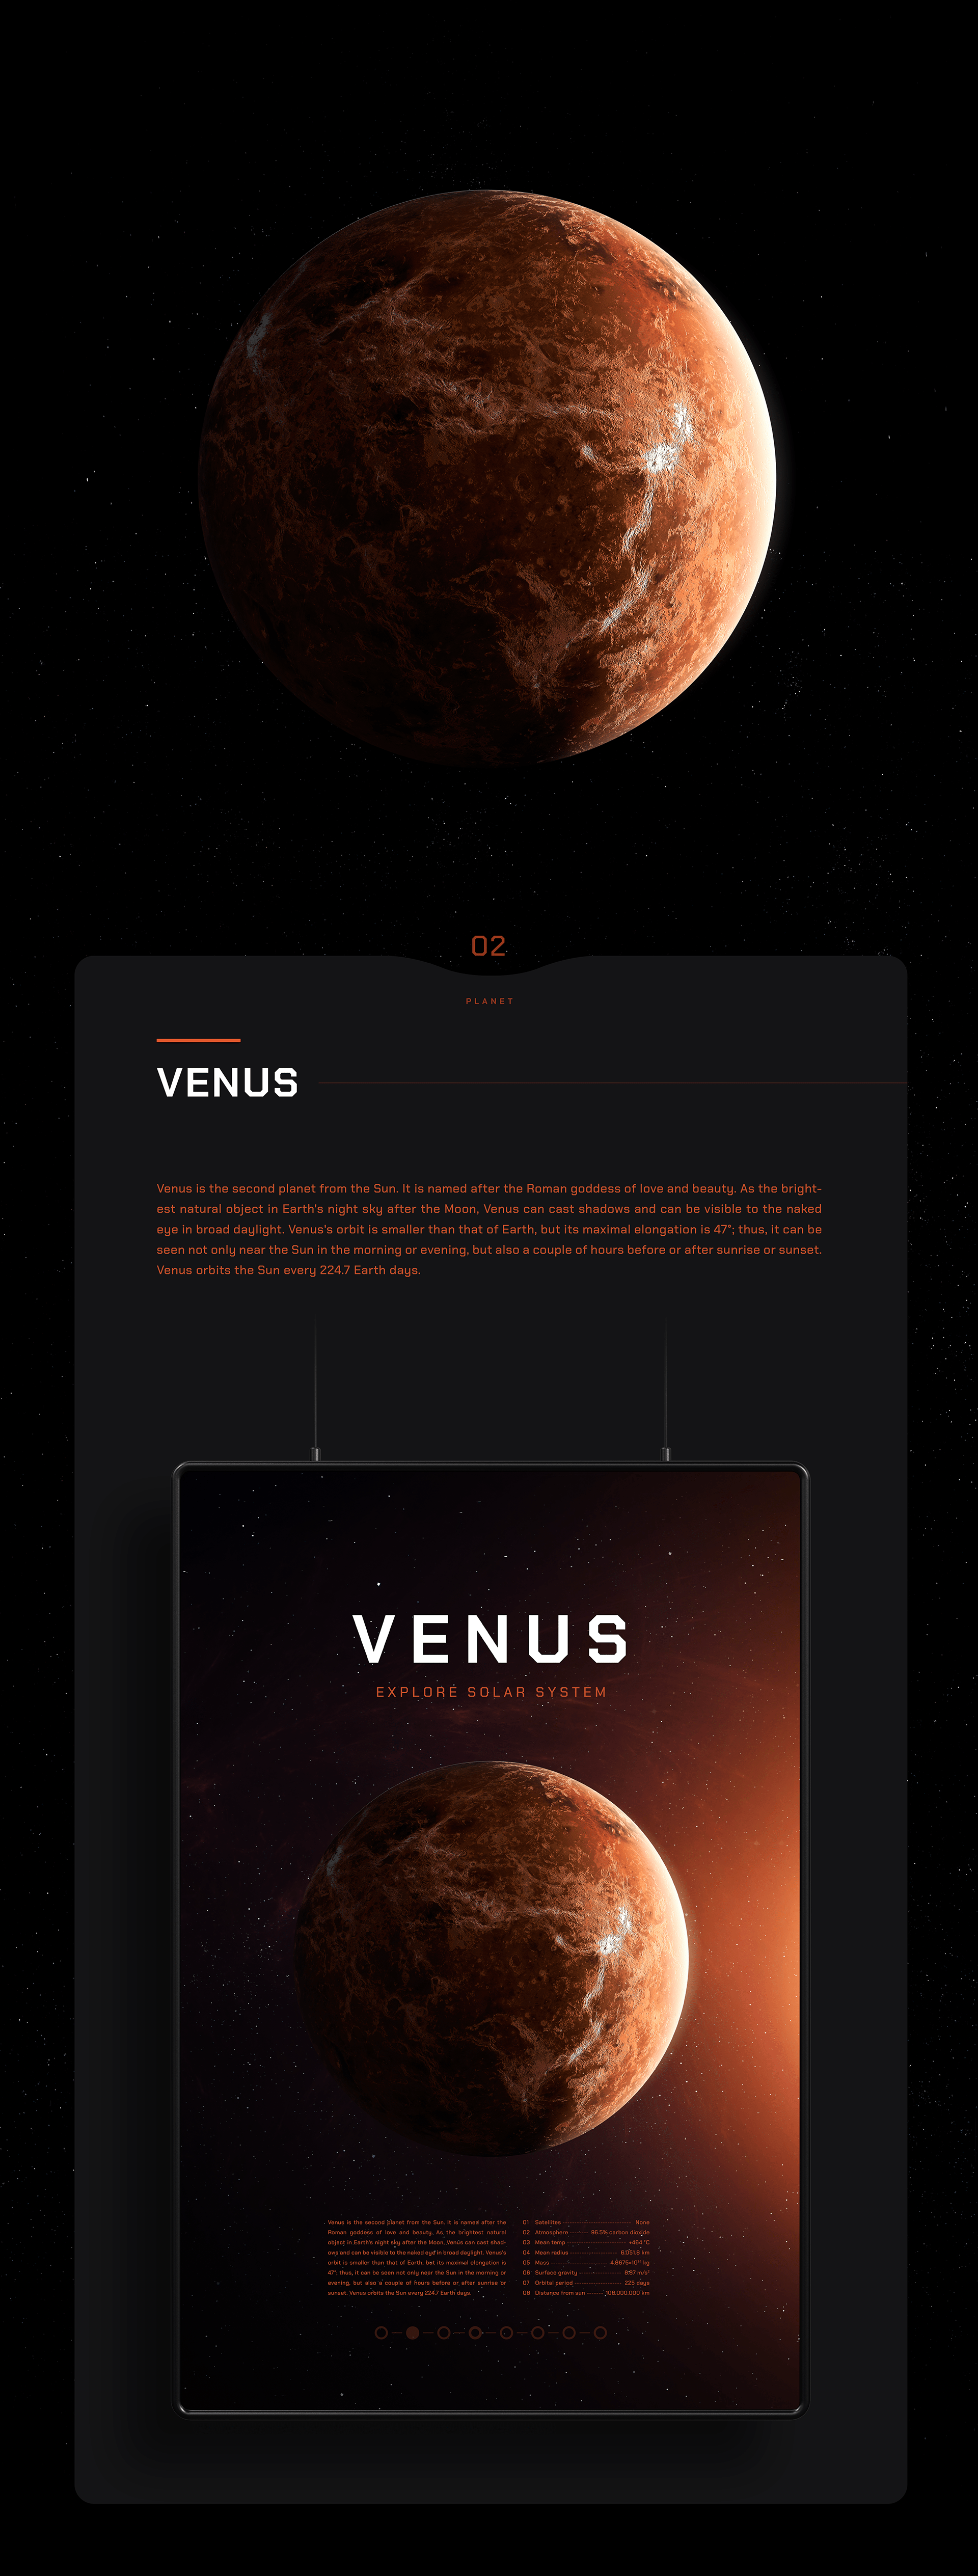 02
PLANET
VENUS
Venus is the second planet from the Sun. It is named after the Roman goddess of love and beauty. As the bright-
est natural object in Earth's night sky after the Moon, Venus can cast shadows and can be visible to the naked
eye in broad daylight. Venus's orbit is smaller than that of Earth, but its maximal elongation is 47°; thus, it can be
seen not only near the Sun in the morning or evening, but also a couple of hours before or after sunrise or sunset.
Venus orbits the Sun every 224.7 Earth days.
VENUS
EXPLORE SOLAR SYSTEM
Venus is the second planet from the Sun. It is named after the
Roman goddess of love and beauty. As the brightest natural
object in Earth's night sky after the Moon, Venus can cast shad-
ows and can be visible to the naked eye in broad daylight. Venus's
orbit is smaller than that of Earth, but its maximal elongation is
47°; thus, it can be seen not only near the Sun in the morning or
evening, but also a couple of hours before or after sunrise or
sunset. Venus orbits the Sun every 224.7 Earth days.
01 Satellites None
02 Atmosphere 96.5% carbon dioxide
03 Mean temp +464 °C
04 Mean radius km
05 Mass kg
06 Surface gravity m/s²
07 Orbital period 225 days
08 Distance from sun 108.000.000 km